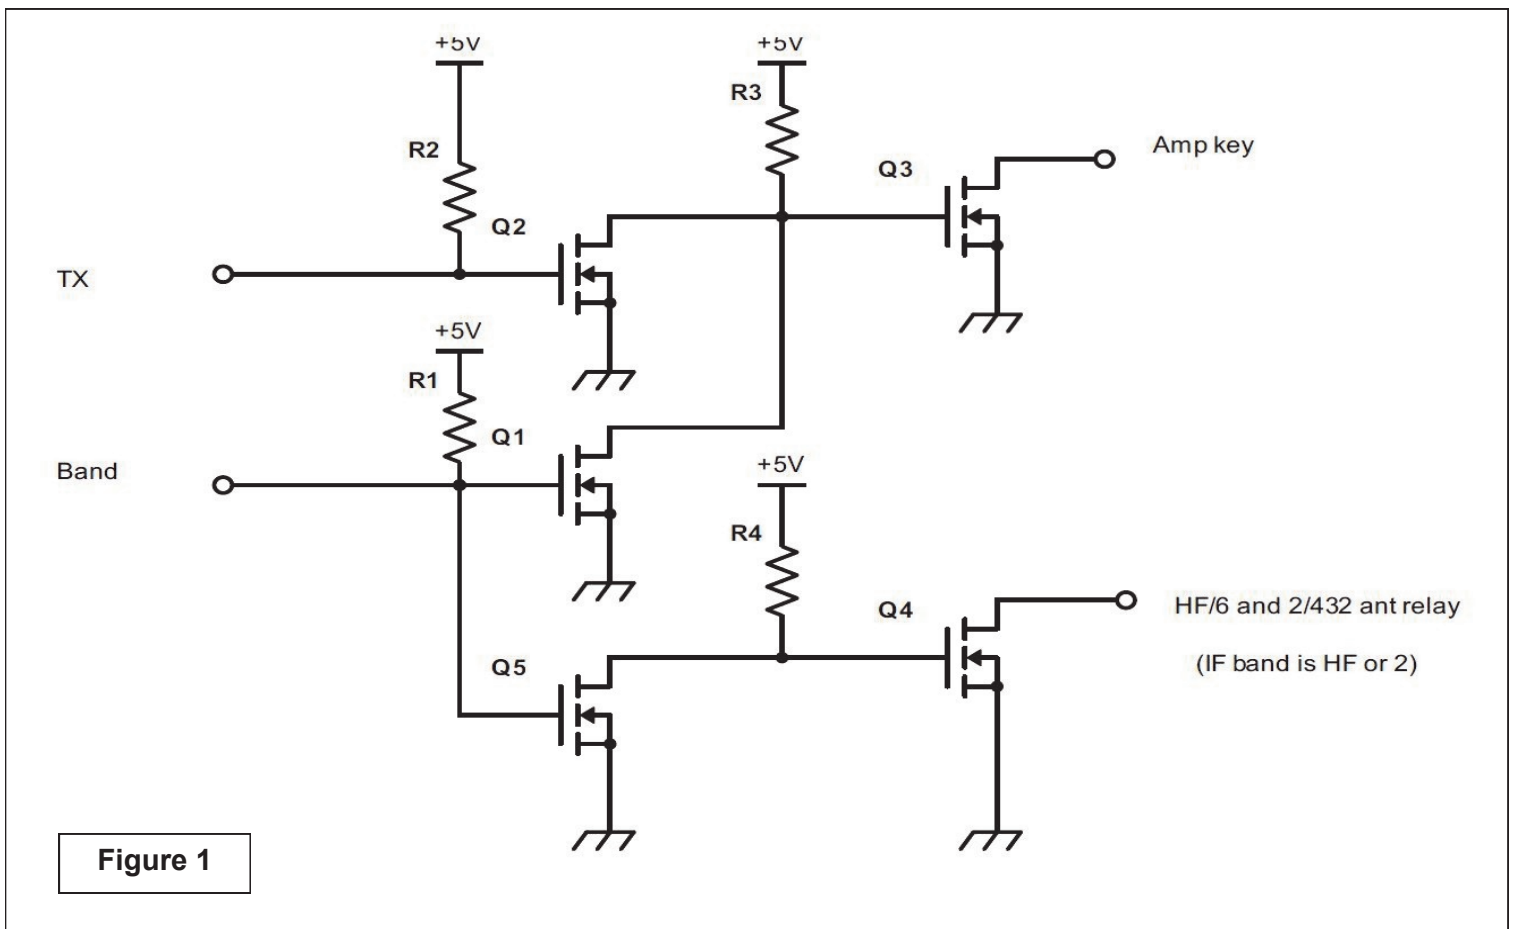 +5V
+5V
R3
R2
Amp key
Q3
Q2
TX
+5V
R1
Q1
Band
+5V
R4
Q4
HF/6 and 2/432 ant relay
(IF band is HF or 2)
Q5
Figure 1